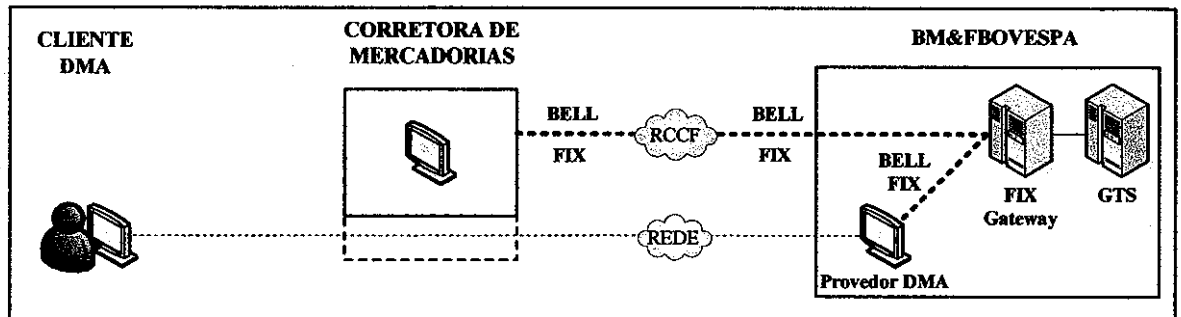 CLIENTE
DMA
CORRETORA DE
MERCADORIAS
BM&FBOVESPA
BELL
FIX
RCCF
BELL
FIX
BELL
FIX
FIX
Gateway
GTS
REDE
Provedor DMA